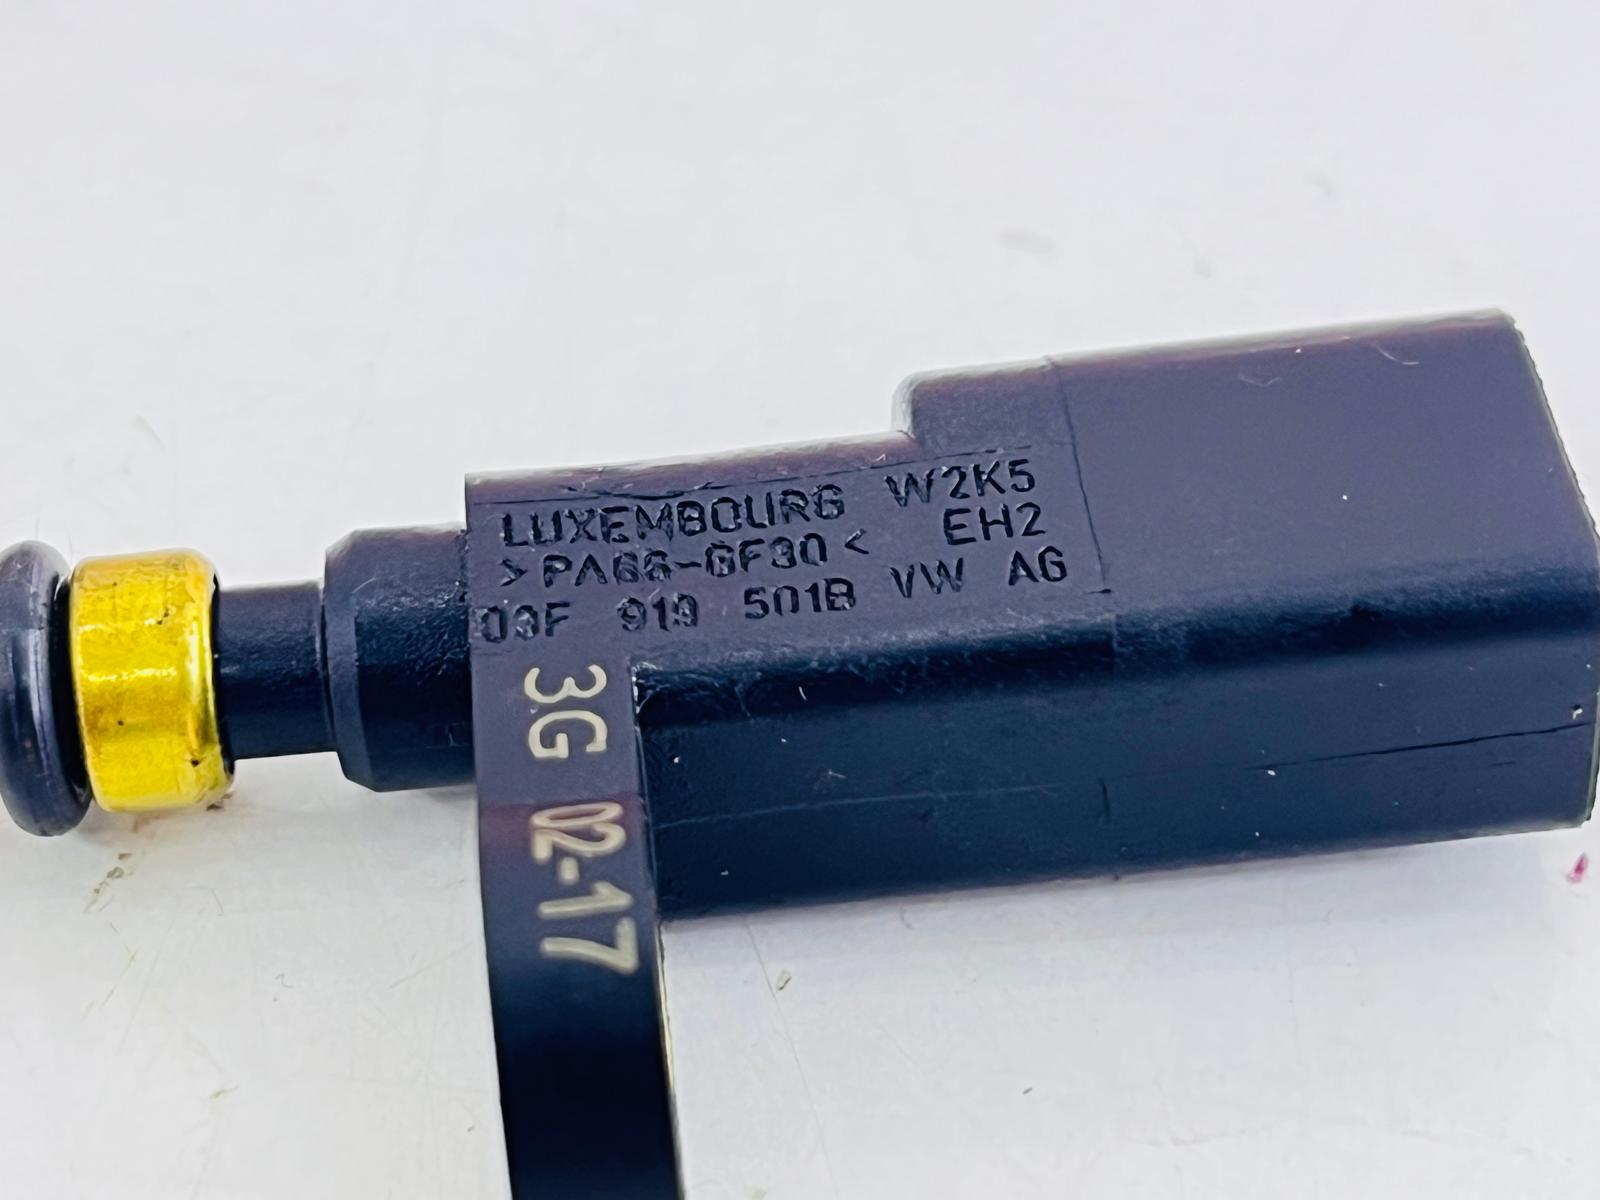 LUXEMBOURG W2K5
>PA66-GF30< EH2
03F 919 501B VW AG
3G 02-17